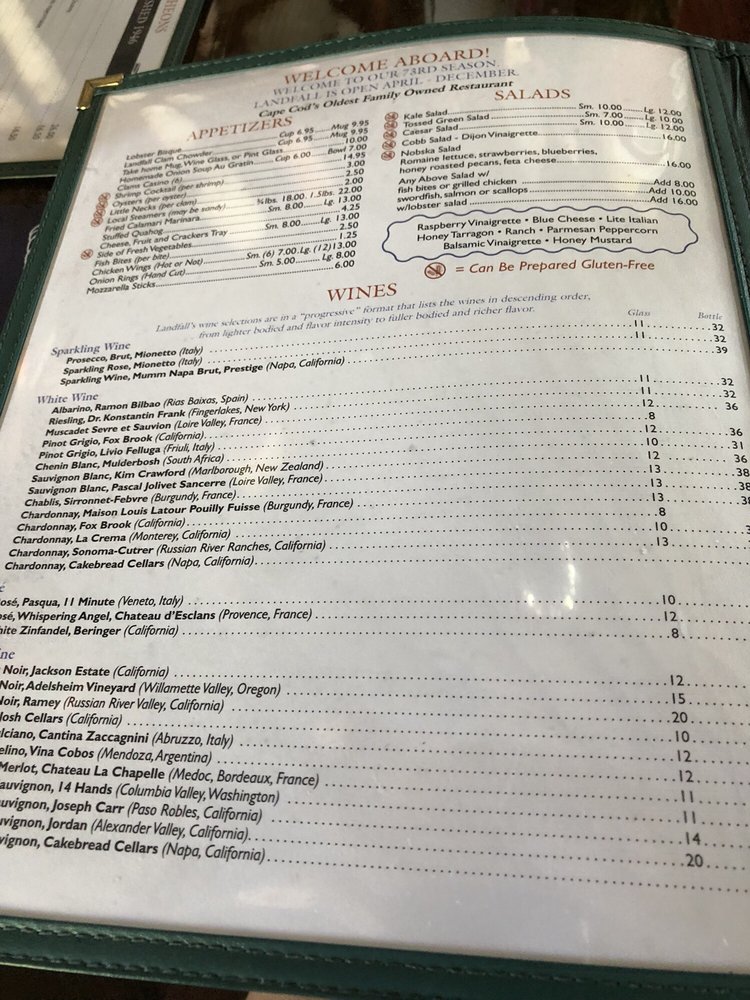 CHEONS
SHED 1946
WELCOME ABOARD!
WELCOME TO OUR 73RD SEASON.
LANDFALL IS OPEN APRIL - DECEMBER.
Cape Cod's Oldest Family Owned Restaurant
APPETIZERS
Lobster Bisque Cup 6.95 Mug 9.95
Landfall Clam Chowder Cup 6.95 Mug 9.95
Take home Mug, Wine Glass, or Pint Glass 10.00
Homemade Onion Soup Au Gratin Cup 6.00 Bowl 7.00
Clams Casino (6) 14.95
Shrimp Cocktail (per shrimp) 3.00
Oysters (per oyster) 2.50
Little Necks (per clam) 2.00
Local Steamers (may be sandy) ¾ lbs. 18.00 1.5lbs. 22.00
Fried Calamari Marinara Sm. 8.00 Lg. 13.00
Stuffed Quahog 4.25
Cheese, Fruit and Crackers Tray Sm. 8.00 Lg. 13.00
Side of Fresh Vegetables 2.50
Fish Bites (per bite) 1.25
Chicken Wings (Hot or Not) Sm. (6) 7.00 Lg. (12) 13.00
Onion Rings (Hand Cut) Sm. 5.00 Lg. 8.00
Mozzarella Sticks 6.00
SALADS
Kale Salad Sm. 10.00 Lg. 12.00
Tossed Green Salad Sm. 7.00 Lg. 10.00
Caesar Salad Sm. 10.00 Lg. 12.00
Cobb Salad - Dijon Vinaigrette 16.00
Nobska Salad
Romaine lettuce, strawberries, blueberries,
honey roasted pecans, feta cheese 16.00
Any Above Salad w/
fish bites or grilled chicken Add 8.00
swordfish, salmon or scallops Add 10.00
w/lobster salad Add 16.00
Raspberry Vinaigrette • Blue Cheese • Lite Italian
Honey Tarragon • Ranch • Parmesan Peppercorn
Balsamic Vinaigrette • Honey Mustard
= Can Be Prepared Gluten-Free
WINES
Landfall's wine selections are in a "progressive" format that lists the wines in descending order,
from lighter bodied and flavor intensity to fuller bodied and richer flavor.
Glass Bottle
Sparkling Wine
Prosecco, Brut, Mionetto (Italy) 11 32
Sparkling Rose, Mionetto (Italy) 11 32
Sparkling Wine, Mumm Napa Brut, Prestige (Napa, California) 39
White Wine
Albarino, Ramon Bilbao (Rias Baixas, Spain) 11 32
Riesling, Dr. Konstantin Frank (Fingerlakes, New York) 11 32
Muscadet Sevre et Sauvion (Loire Valley, France) 12 36
Pinot Grigio, Fox Brook (California) 8
Pinot Grigio, Livio Felluga (Friuli, Italy) 12 36
Chenin Blanc, Mulderbosh (South Africa) 10 31
Sauvignon Blanc, Kim Crawford (Marlborough, New Zealand) 12 36
Sauvignon Blanc, Pascal Jolivet Sancerre (Loire Valley, France) 13 38
Chablis, Sirronnet-Febvre (Burgundy, France) 13 38
Chardonnay, Maison Louis Latour Pouilly Fuisse (Burgundy, France) 13
Chardonnay, Fox Brook (California) 8
Chardonnay, La Crema (Monterey, California) 10
Chardonnay, Sonoma-Cutrer (Russian River Ranches, California) 13
Chardonnay, Cakebread Cellars (Napa, California)
é
osé, Pasqua, 11 Minute (Veneto, Italy) 10
osé, Whispering Angel, Chateau d'Esclans (Provence, France) 12
ite Zinfandel, Beringer (California) 8
ine
Noir, Jackson Estate (California) 12
Noir, Adelsheim Vineyard (Willamette Valley, Oregon) 15
Noir, Ramey (Russian River Valley, California) 20
Josh Cellars (California) 10
lciano, Cantina Zaccagnini (Abruzzo, Italy) 12
elino, Vina Cobos (Mendoza, Argentina) 12
Merlot, Chateau La Chapelle (Medoc, Bordeaux, France) 11
auvignon, 14 Hands (Columbia Valley, Washington) 11
uvignon, Joseph Carr (Paso Robles, California) 14
vignon, Jordan (Alexander Valley, California) 20
vignon, Cakebread Cellars (Napa, California)